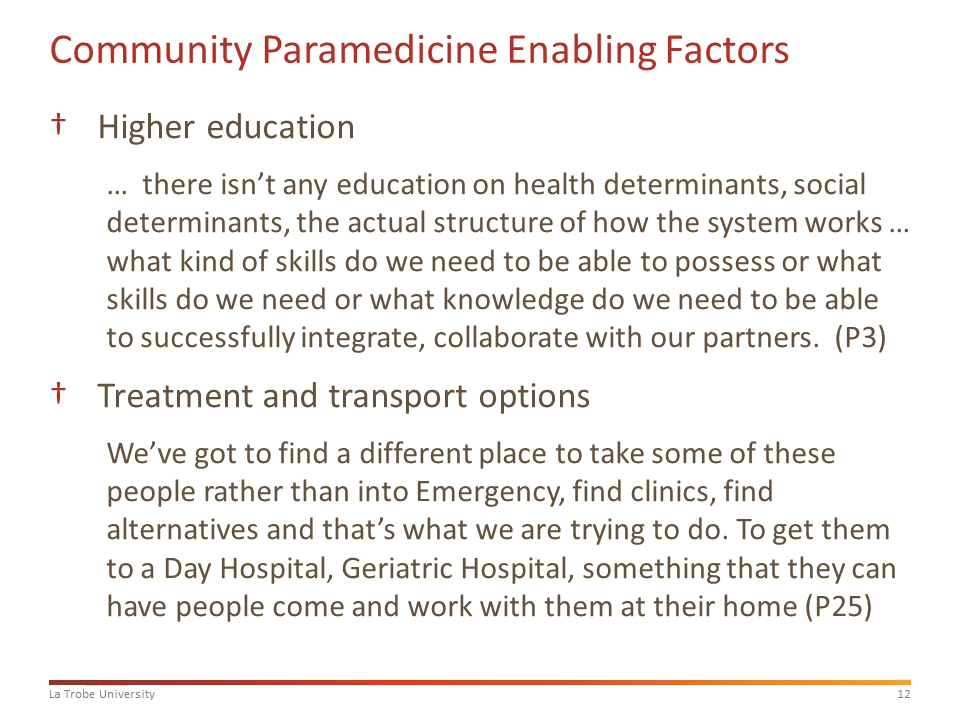 Community Paramedicine Enabling Factors
† Higher education
… there isn’t any education on health determinants, social
determinants, the actual structure of how the system works …
what kind of skills do we need to be able to possess or what
skills do we need or what knowledge do we need to be able
to successfully integrate, collaborate with our partners. (P3)
† Treatment and transport options
We’ve got to find a different place to take some of these
people rather than into Emergency, find clinics, find
alternatives and that’s what we are trying to do. To get them
to a Day Hospital, Geriatric Hospital, something that they can
have people come and work with them at their home (P25)
La Trobe University 12